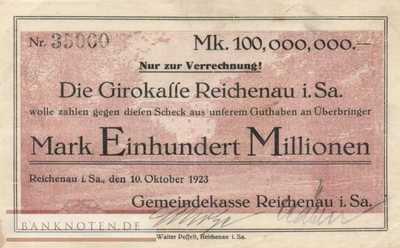 Nr. 35000 Mk. 100,000,000.—
Nur zur Verrechnung!
Die Girokasse Reichenau i. Sa.
wolle zahlen gegen diesen Scheck aus unserem Guthaben an Überbringer
Mark Einhundert Millionen
Reichenau i. Sa., den 10. Oktober 1923
Gemeindekasse Reichenau i. Sa.
BANKNOTEN.DE
Walter Posselt, Reichenau i. Sa.